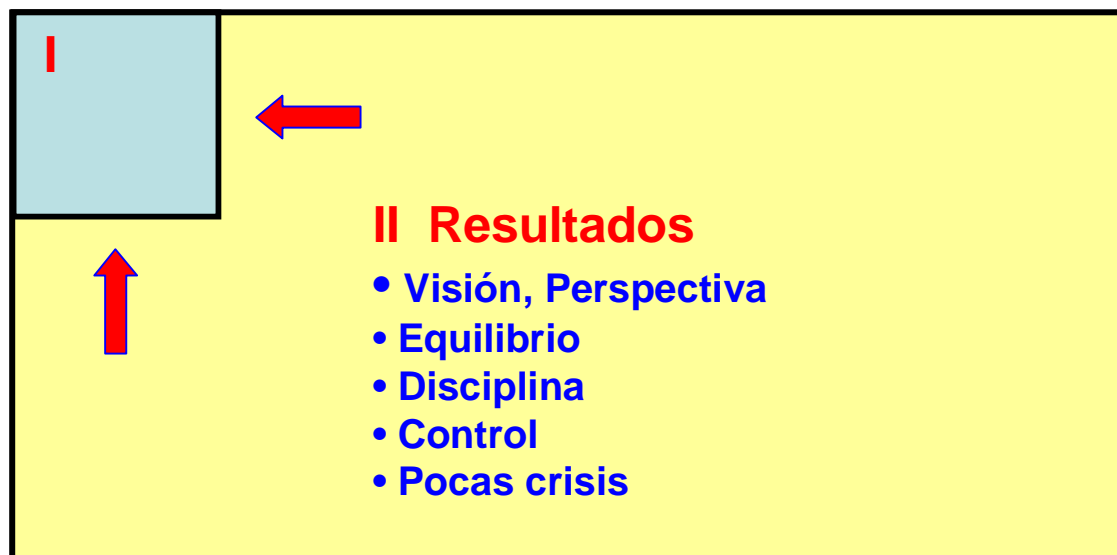 I
II Resultados
• Visión, Perspectiva
• Equilibrio
• Disciplina
• Control
• Pocas crisis